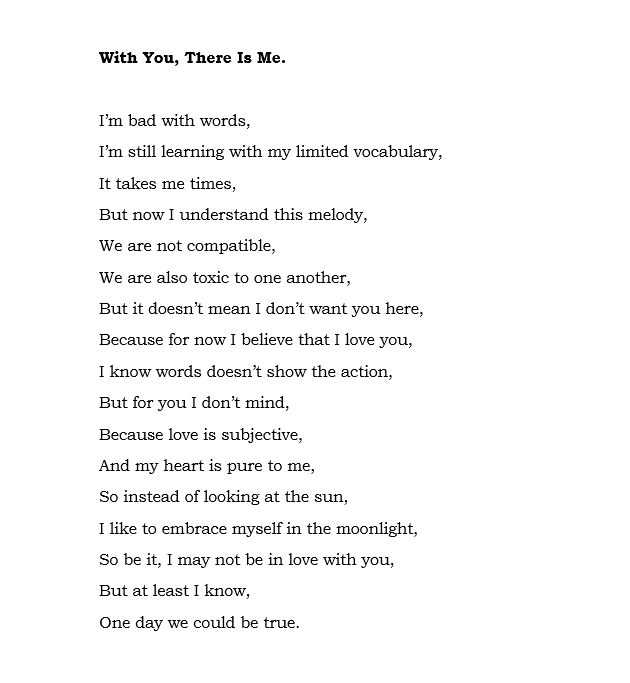 With You, There Is Me.
I'm bad with words,
I'm still learning with my limited vocabulary,
It takes me times,
But now I understand this melody,
We are not compatible,
We are also toxic to one another,
But it doesn't mean I don't want you here,
Because for now I believe that I love you,
I know words doesn't show the action,
But for you I don't mind,
Because love is subjective,
And my heart is pure to me,
So instead of looking at the sun,
I like to embrace myself in the moonlight,
So be it, I may not be in love with you,
But at least I know,
One day we could be true.